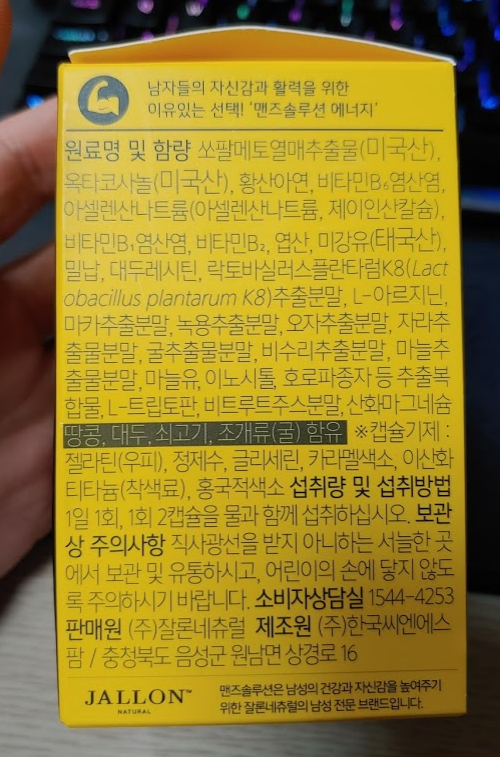 남자들의 자신감과 활력을 위한
이유있는 선택! '맨즈솔루션 에너지'
원료명 및 함량 쏘팔메토열매추출물(미국산),
옥타코사놀(미국산), 황산아연, 비타민B₆염산염,
아셀렌산나트륨(아셀렌산나트륨, 제이인산칼슘),
비타민B₁염산염, 비타민B₂, 엽산, 미강유(태국산),
밀납, 대두레시틴, 락토바실러스플란타럼K8(Lact
obacillus plantarum K8)추출분말, L-아르지닌,
마카추출분말, 녹용추출분말, 오자추출분말, 자라추
출물분말, 굴추출물분말, 비수리추출분말, 마늘추
출물분말, 마늘유, 이노시톨, 호로파종자 등 추출복
합물, L-트립토판, 비트루트주스분말, 산화마그네슘
땅콩, 대두, 쇠고기, 조개류(굴) 함유 ※캡슐기제 :
젤라틴(우피), 정제수, 글리세린, 카라멜색소, 이산화
티타늄(착색료), 홍국적색소 섭취량 및 섭취방법
1일 1회, 1회 2캡슐을 물과 함께 섭취하십시오. 보관
상 주의사항 직사광선을 받지 아니하는 서늘한 곳
에서 보관 및 유통하시고, 어린이의 손에 닿지 않도
록 주의하시기 바랍니다. 소비자상담실 1544-4253
판매원 (주)잘론네츄럴 제조원 (주)한국씨엔에스
팜 / 충청북도 음성군 원남면 상경로 16
JALLON™
NATURAL
맨즈솔루션은 남성의 건강과 자신감을 높여주기
위한 잘론네츄럴의 남성 전문 브랜드입니다.